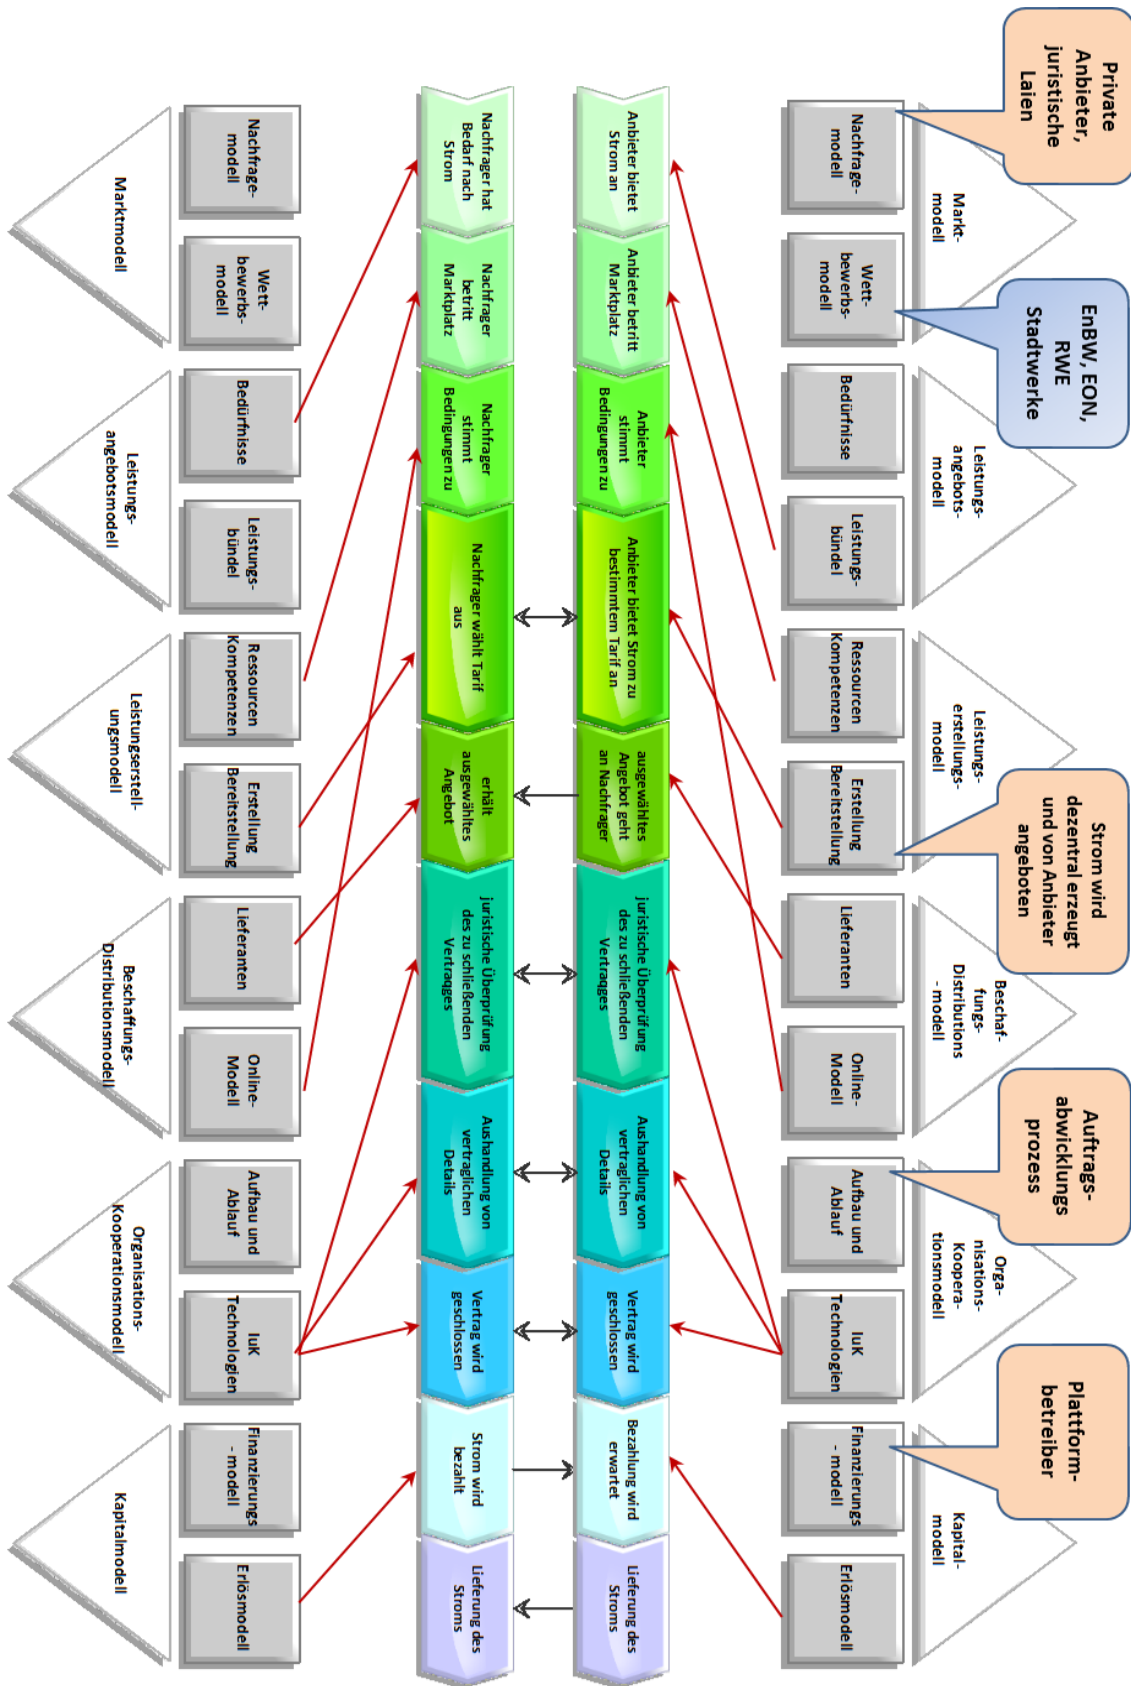 Private
Anbieter,
juristische
Laien
EnBW, EON,
RWE
Stadtwerke
Strom wird
dezentral erzeugt
und von Anbieter
angeboten
Auftrags-
abwicklungs
prozess
Plattform-
betreiber
Markt-
modell
Leistungs-
angebots-
modell
Leistungs-
erstellungs-
modell
Beschaf-
fungs-
Distributions
- modell
Orga-
nisations-
Koopera-
tionsmodell
Kapital-
modell
Nachfrage-
modell
Wett-
bewerbs-
modell
Bedürfnisse
Leistungs-
bündel
Ressourcen
Kompetenzen
Erstellung
Bereitstellung
Lieferanten
Online-
Modell
Aufbau und
Ablauf
IuK
Technologien
Finanzierungs
- modell
Erlösmodell
Anbieter bietet
Strom an
Anbieter betritt
Marktplatz
Anbieter
stimmt
Bedingungen zu
Anbieter bietet Strom zu
bestimmtem Tarif an
ausgewähltes
Angebot geht
an Nachfrager
juristische Überprüfung
des zu schließenden
Vertragges
Aushandlung von
vertraglichen
Details
Vertrag wird
geschlossen
Bezahlung wird
erwartet
Lieferung des
Stroms
Nachfrager hat
Bedarf nach
Strom
Nachfrager
betritt
Marktplatz
Nachfrager
stimmt
Bedingungen zu
Nachfrager wählt Tarif
aus
erhält
ausgewähltes
Angebot
juristische Überprüfung
des zu schließenden
Vertragges
Aushandlung von
vertraglichen
Details
Vertrag wird
geschlossen
Strom wird
bezahlt
Lieferung des
Stroms
Nachfrage-
modell
Wett-
bewerbs-
modell
Bedürfnisse
Leistungs-
bündel
Ressourcen
Kompetenzen
Erstellung
Bereitstellung
Lieferanten
Online-
Modell
Aufbau und
Ablauf
IuK
Technologien
Finanzierungs
- modell
Erlösmodell
Marktmodell
Leistungs-
angebotsmodell
Leistungserstell-
ungsmodell
Beschaffungs-
Distributionsmodell
Organisations-
Kooperationsmodell
Kapitalmodell